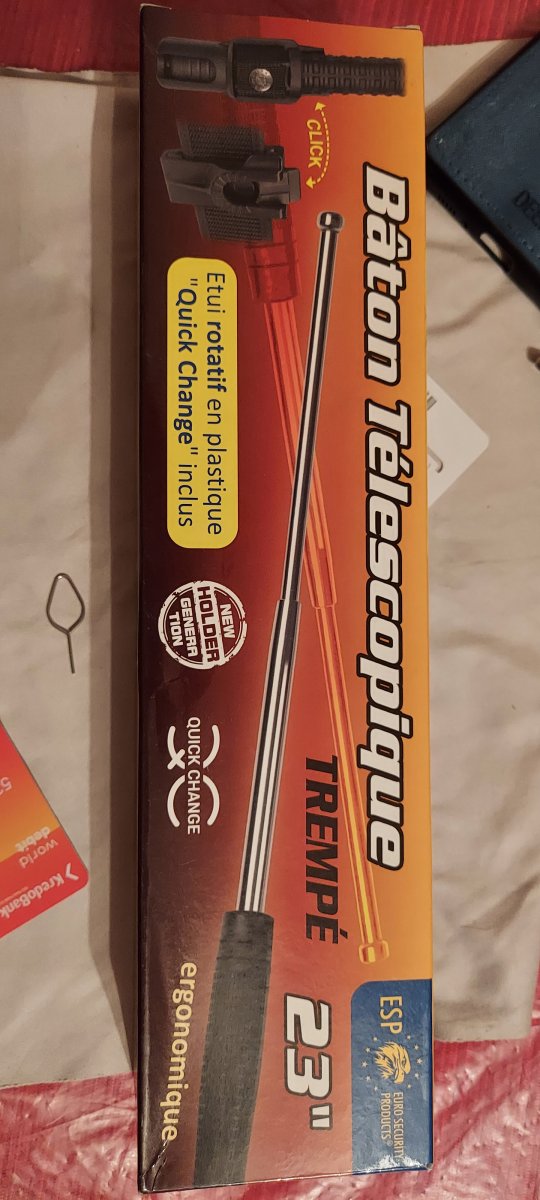 Bâton Télescopique
CLICK
Etui rotatif en plastique
"Quick Change" inclus
NEW
HOLDER
GENERA
TION
QUICK CHANGE
TREMPÉ
23"
ergonomique
ESP
EURO SECURITY
PRODUCTS®
world
debit
KredoBank